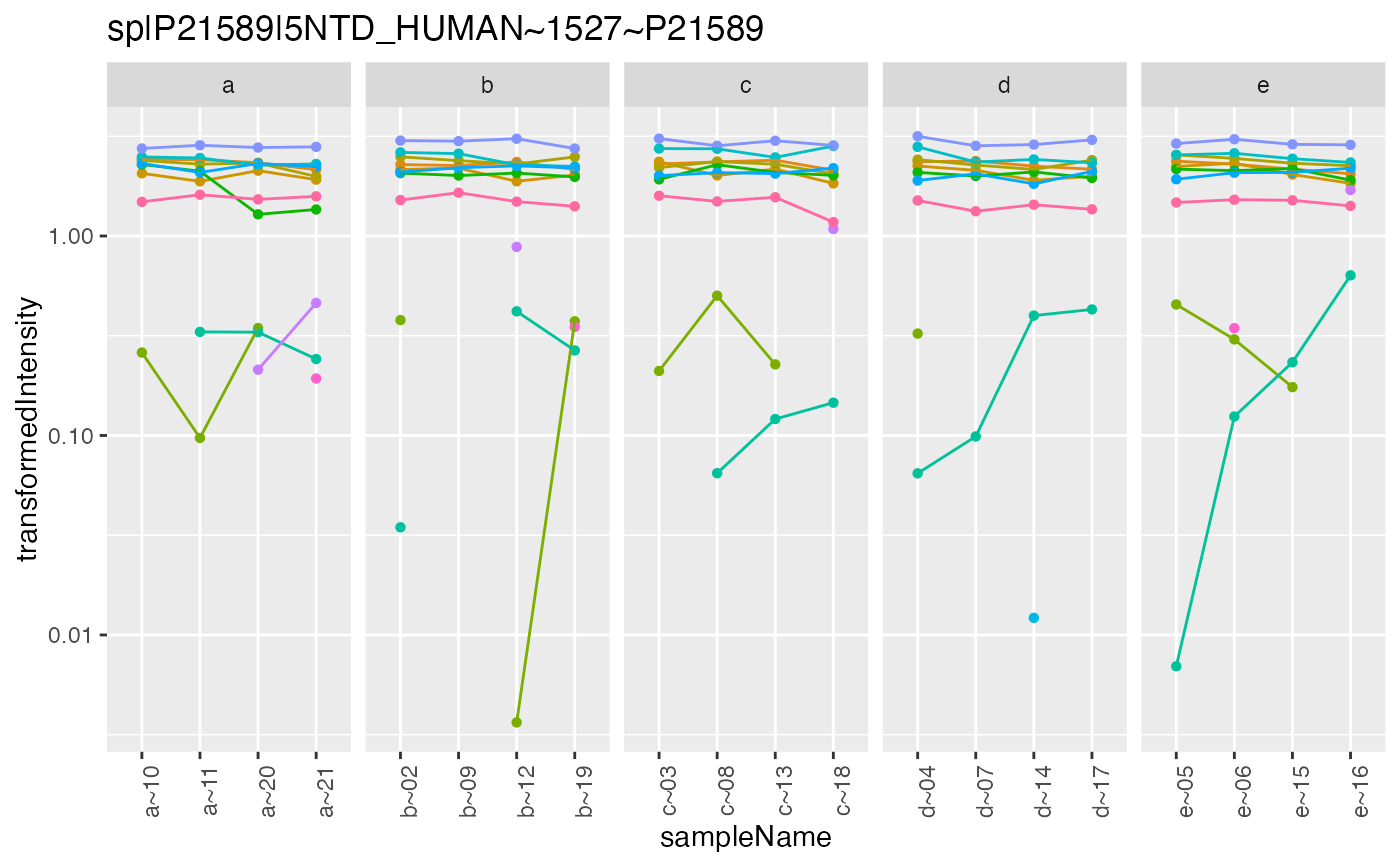 sp|P21589|5NTD_HUMAN~1527~P21589
a b c d e
transformedIntensity
1.00
0.10
0.01
a~10 a~11 a~20 a~21 b~02 b~09 b~12 b~19 c~03 c~08 c~13 c~18 d~04 d~07 d~14 d~17 e~05 e~06 e~15 e~16
sampleName